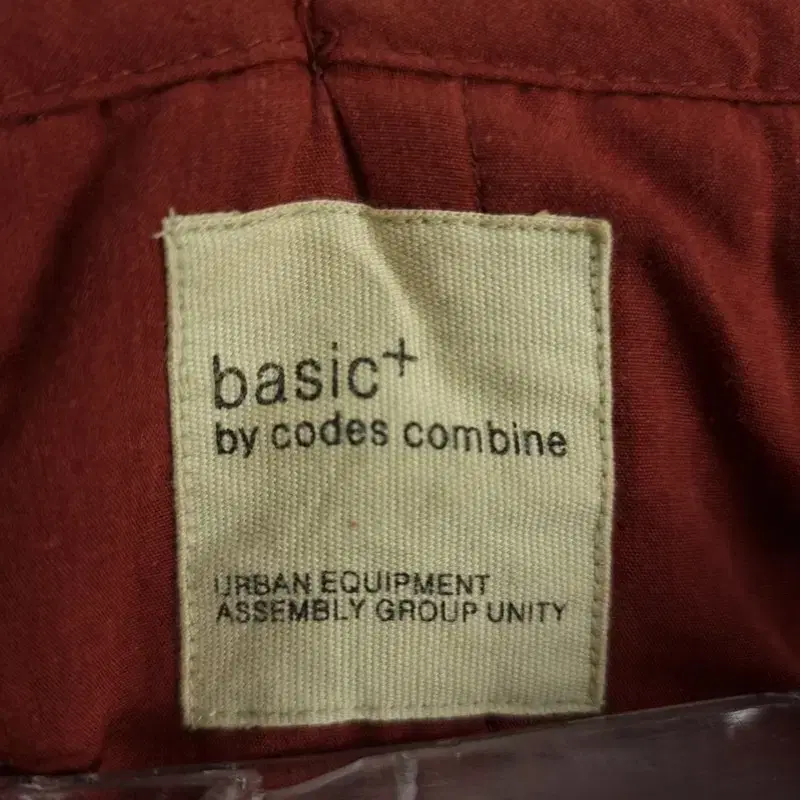 basic+
by codes combine
URBAN EQUIPMENT
ASSEMBLY GROUP UNITY